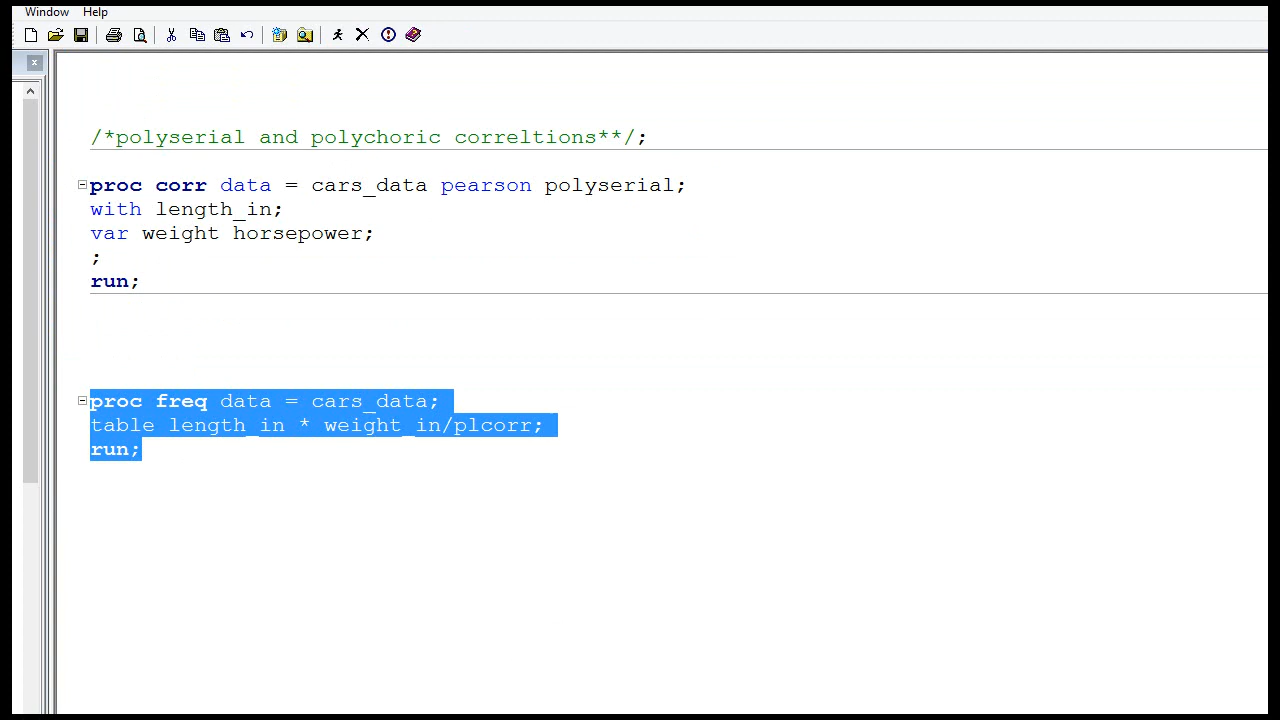 Window Help
/*polyserial and polychoric correltions**/;
proc corr data = cars_data pearson polyserial;
with length_in;
var weight horsepower;
;
run;
proc freq data = cars_data;
table length_in * weight_in/plcorr;
run;